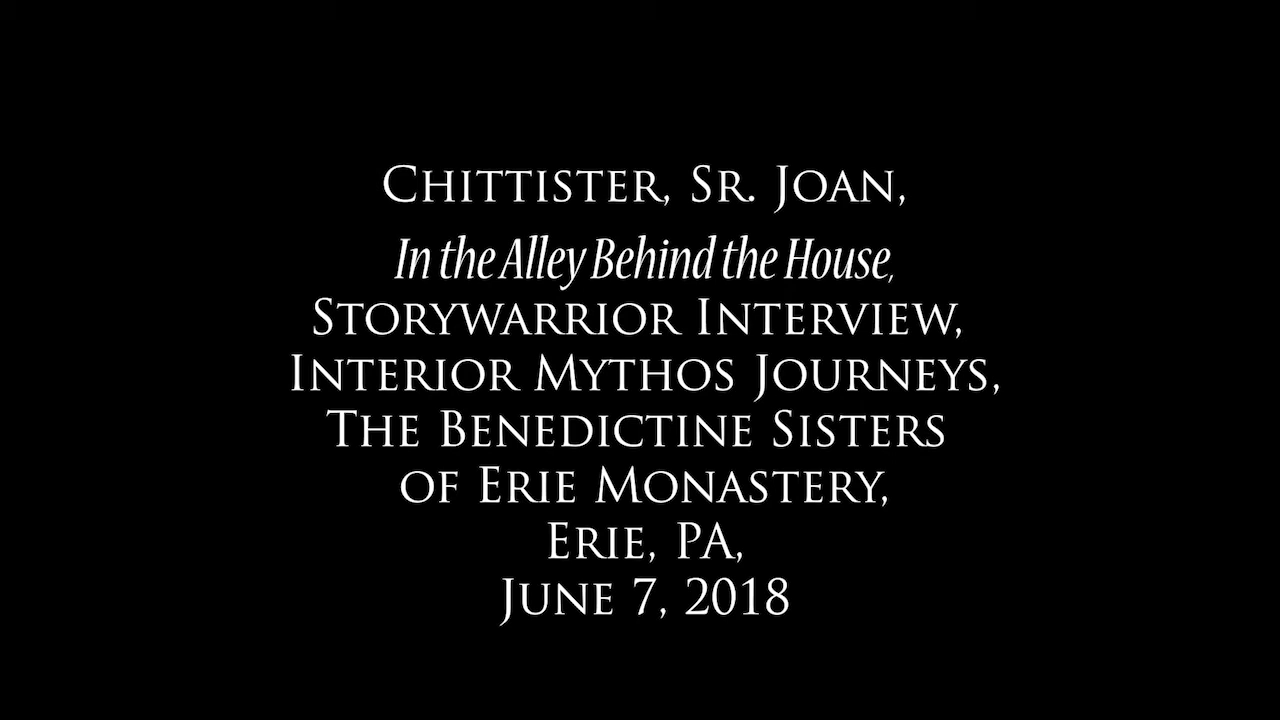 Chittister, Sr. Joan,
In the Alley Behind the House,
Storywarrior Interview,
Interior Mythos Journeys,
The Benedictine Sisters
of Erie Monastery,
Erie, PA,
June 7, 2018